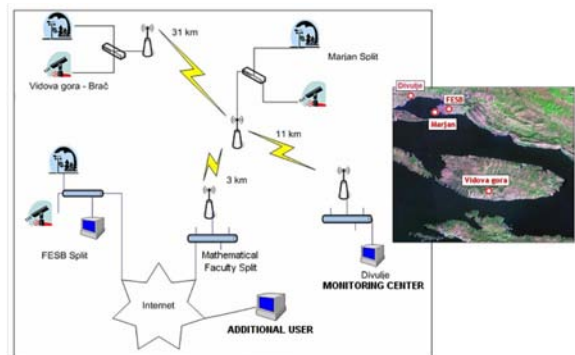 31 km
Marjan Split
Vidova gora - Brač
Divulje
FESB
Marjan
Vidova gora
11 km
3 km
FESB Split
Mathematical
Faculty Split
Divulje
MONITORING CENTER
Internet
ADDITIONAL USER